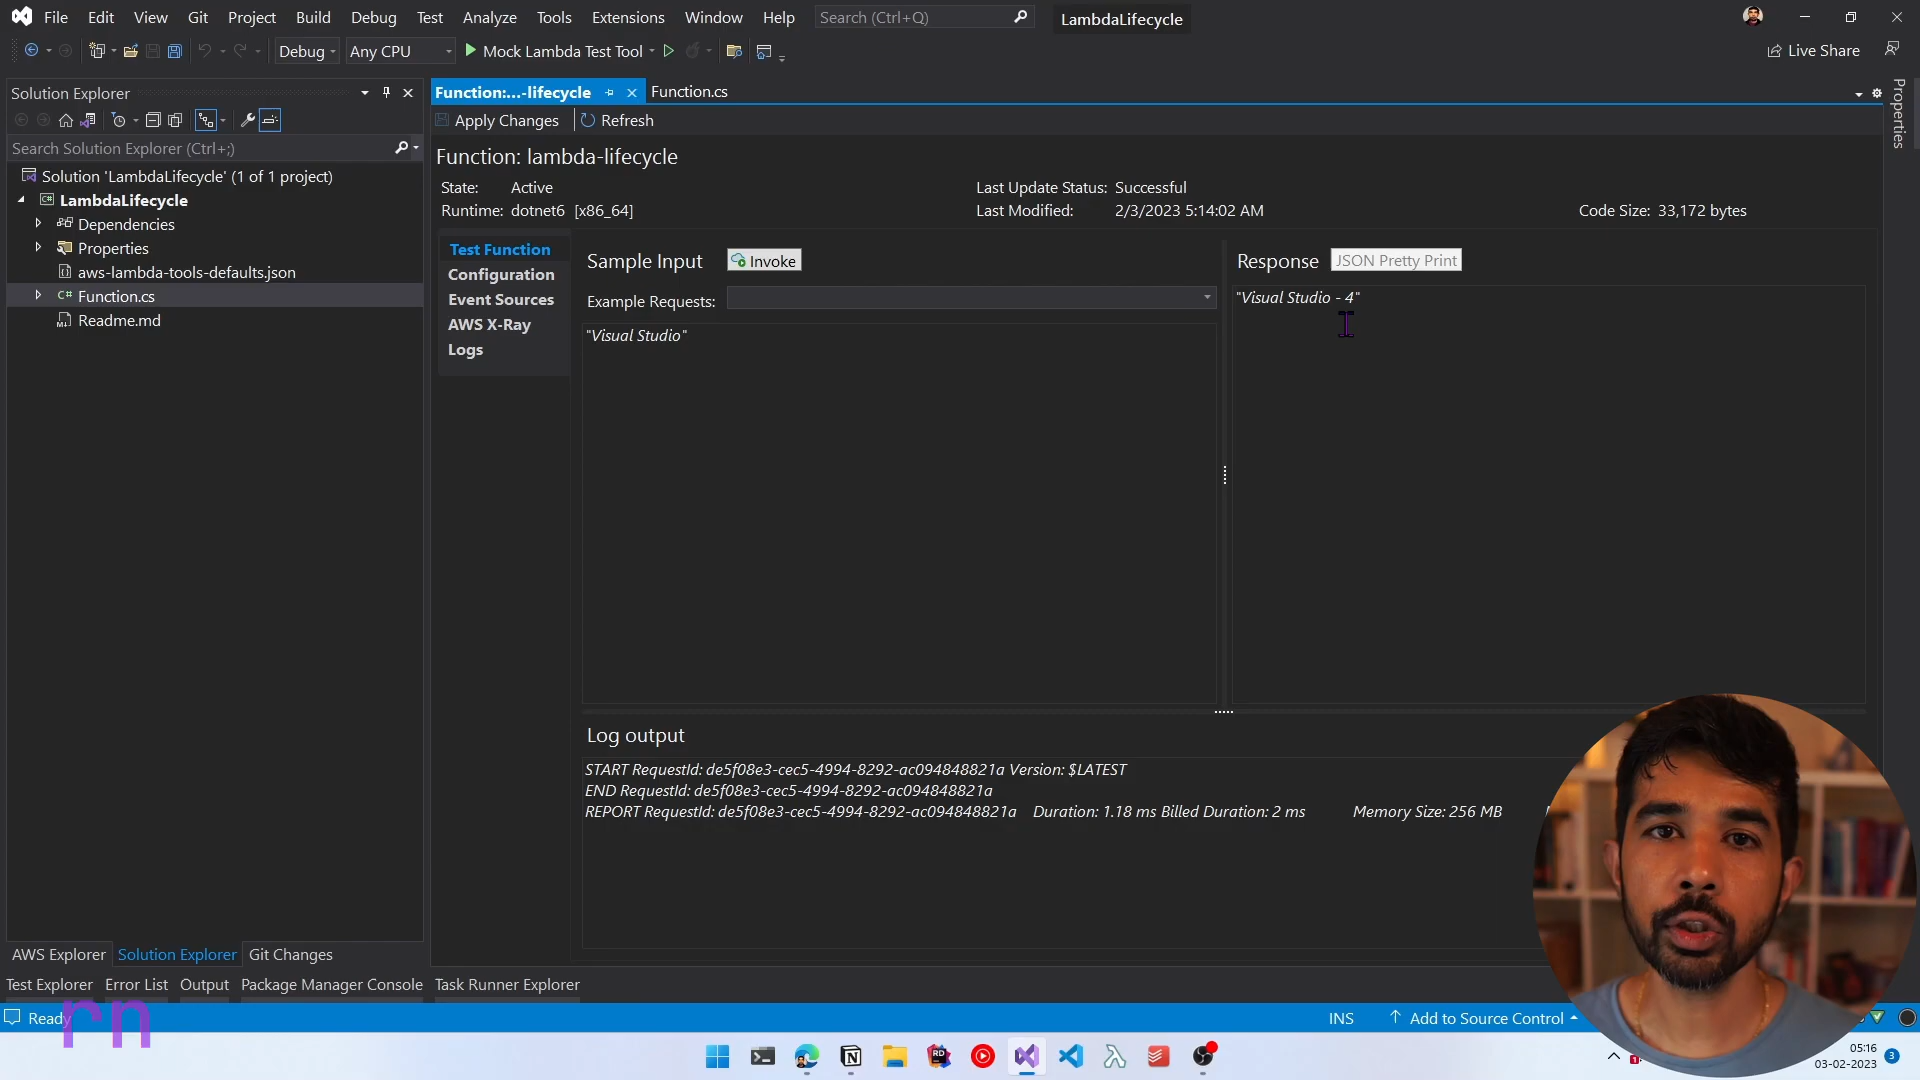 File Edit View Git Project Build Debug Test Analyze Tools Extensions Window Help Search (Ctrl+Q) LambdaLifecycle
Debug Any CPU Mock Lambda Test Tool Live Share
Solution Explorer
Search Solution Explorer (Ctrl+;)
Solution 'LambdaLifecycle' (1 of 1 project)
LambdaLifecycle
Dependencies
Properties
aws-lambda-tools-defaults.json
C# Function.cs
Readme.md
AWS Explorer Solution Explorer Git Changes
Function:...-lifecycle Function.cs
Apply Changes Refresh
Function: lambda-lifecycle
State: Active Last Update Status: Successful
Runtime: dotnet6 [x86_64] Last Modified: 2/3/2023 5:14:02 AM Code Size: 33,172 bytes
Test Function
Configuration
Event Sources
AWS X-Ray
Logs
Sample Input Invoke
Example Requests:
"Visual Studio"
Response JSON Pretty Print
"Visual Studio - 4"
Log output
START RequestId: de5f08e3-cec5-4994-8292-ac094848821a Version: $LATEST
END RequestId: de5f08e3-cec5-4994-8292-ac094848821a
REPORT RequestId: de5f08e3-cec5-4994-8292-ac094848821a Duration: 1.18 ms Billed Duration: 2 ms Memory Size: 256 MB
Properties
Test Explorer Error List Output Package Manager Console Task Runner Explorer
Ready INS Add to Source Control
rn
RD
05:16
03-02-2023
3